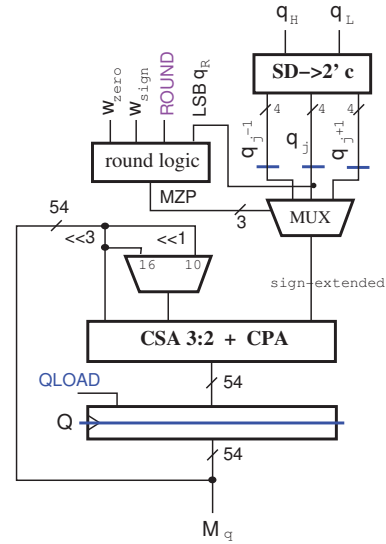 q_H q_L
SD->2' c
w_zero w_sign ROUND LSB q_R
4 4 4
q_j^-1 q_j q_j^+1
round logic
MZP
3
MUX
54
<<3 <<1
16 10
sign-extended
CSA 3:2 + CPA
54
QLOAD
Q
54
M_q